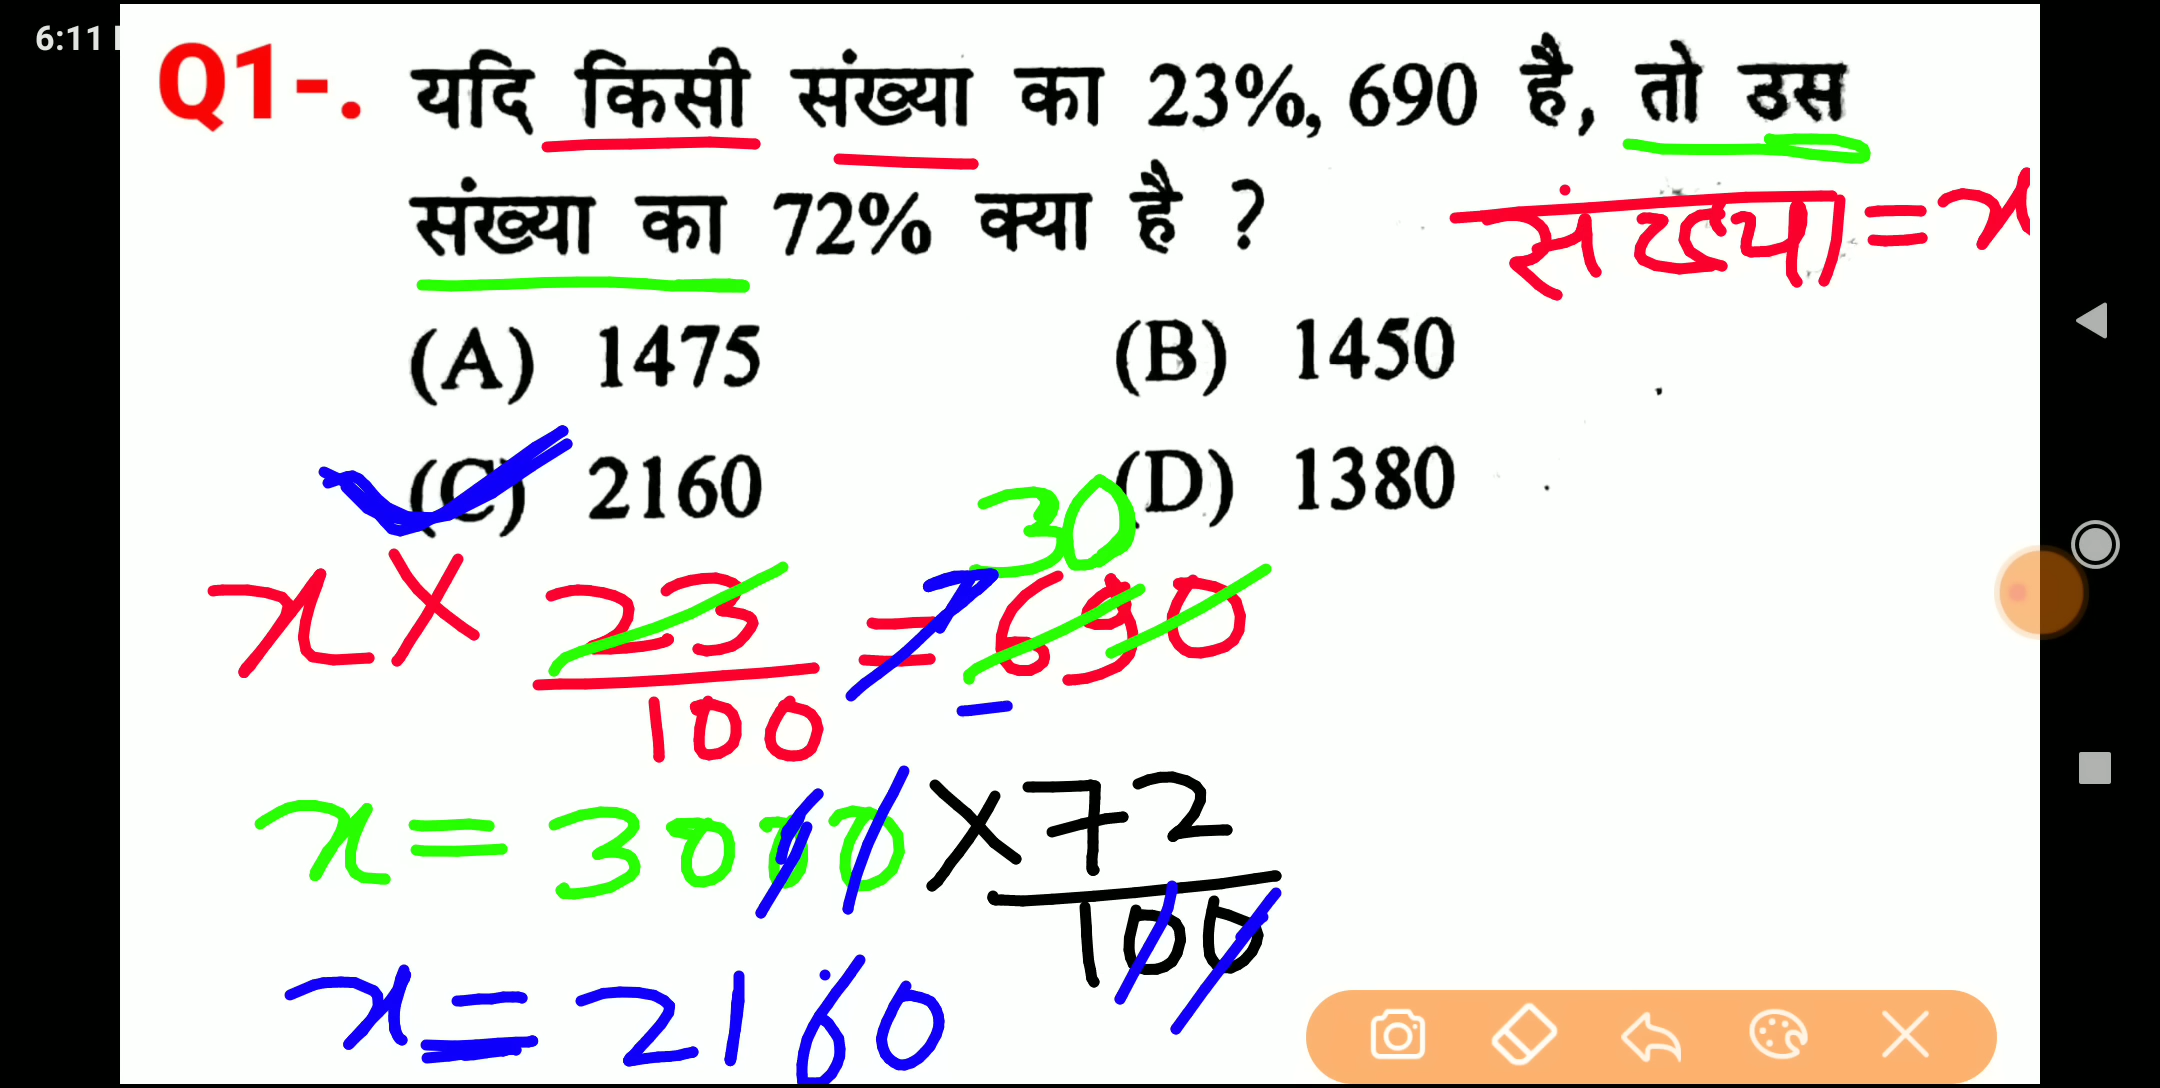 6:11
Q1-. यदि किसी संख्या का 23%, 690 है, तो उस
संख्या का 72% क्या है ?
संख्या = x
(A) 1475 (B) 1450
(C) 2160 (D) 1380
30
x × 23/100 = 690
x = 3000 × 72/100
x = 2160